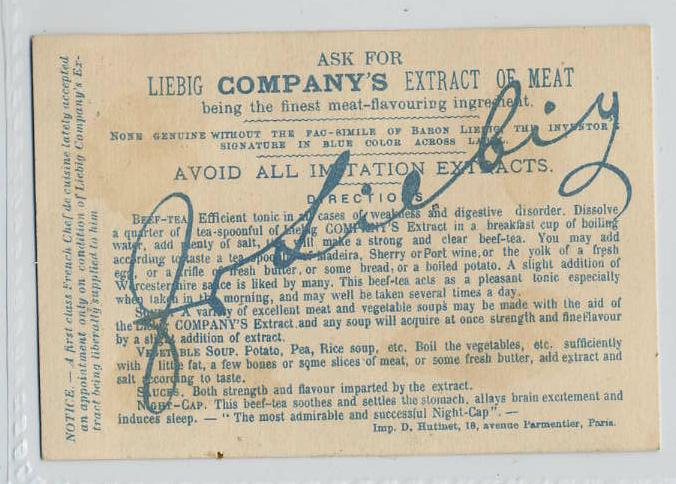 ASK FOR
LIEBIG COMPANY'S EXTRACT OF MEAT
being the finest meat-flavouring ingredient.
NONE GENUINE WITHOUT THE FAC-SIMILE OF BARON LIEBIG, THE INVENTOR'S
SIGNATURE IN BLUE COLOR ACROSS LABEL.
AVOID ALL IMITATION EXTRACTS.
DIRECTIONS
BEEF-TEA. Efficient tonic in all cases of weakness and digestive disorder. Dissolve
a quarter of a tea-spoonful of Liebig COMPANY'S Extract in a breakfast cup of boiling
water, add plenty of salt, will make a strong and clear beef-tea. You may add
according to taste a tea-spoonful of Madeira, Sherry or Port wine, or the yolk of a fresh
egg, or a trifle of fresh butter, or some bread, or a boiled potato. A slight addition of
Worcestershire sauce is liked by many. This beef-tea acts as a pleasant tonic especially
when taken in the morning, and may well be taken several times a day.
A variety of excellent meat and vegetable soups may be made with the aid of
the LIEBIG COMPANY'S Extract and any soup will acquire at once strength and fine flavour
by a slight addition of extract.
VEGETABLE SOUP. Potato, Pea, Rice soup, etc. Boil the vegetables, etc. sufficiently
with a little fat, a few bones or some slices of meat, or some fresh butter, add extract and
salt according to taste.
SAUCES. Both strength and flavour imparted by the extract.
NIGHT-CAP. This beef-tea soothes and settles the stomach, allays brain excitement and
induces sleep. — "The most admirable and successful Night-Cap". —
Imp. D. Hutinet, 18, avenue Parmentier, Paris.
NOTICE. — A first class French Chef de cuisine lately accepted
an appointment only on condition of Liebig Company's Ex-
tract being liberally supplied to him
J v Liebig